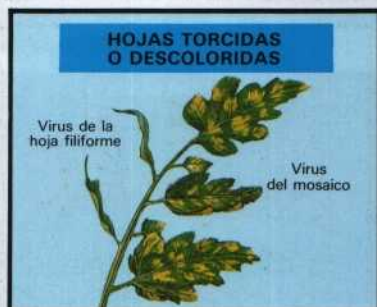 HOJAS TORCIDAS
O DESCOLORIDAS
Virus de la
hoja filiforme
Virus
del mosaico